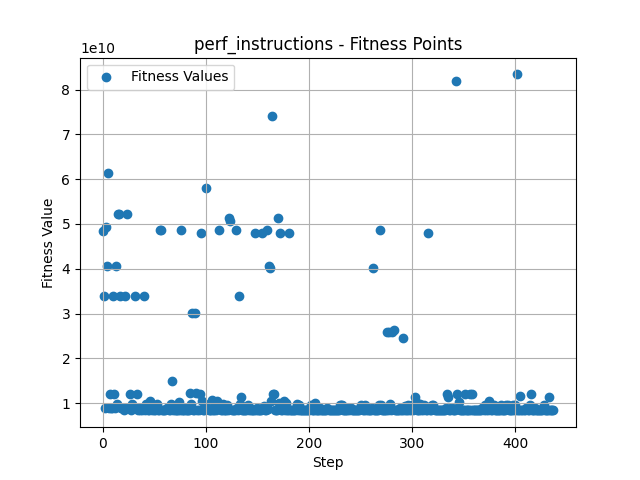 perf_instructions - Fitness Points
1e10
Fitness Values
8
7
6
5
4
3
2
1
Fitness Value
0
100
200
300
400
Step